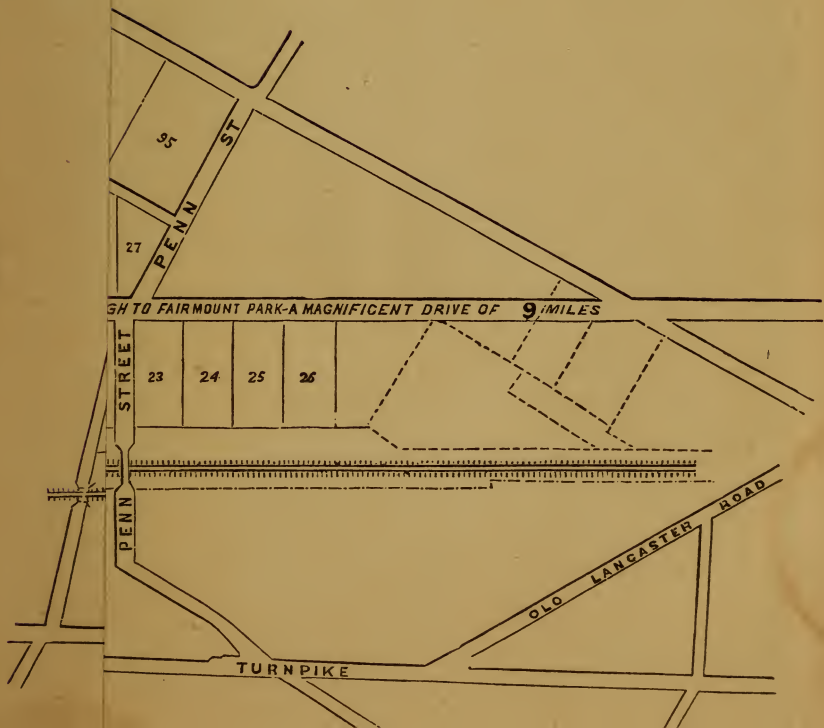 95
PENN ST
27
GH TO FAIRMOUNT PARK-A MAGNIFICENT DRIVE OF 9 MILES
PENN STREET
23
24
25
26
OLD LANCASTER ROAD
TURNPIKE